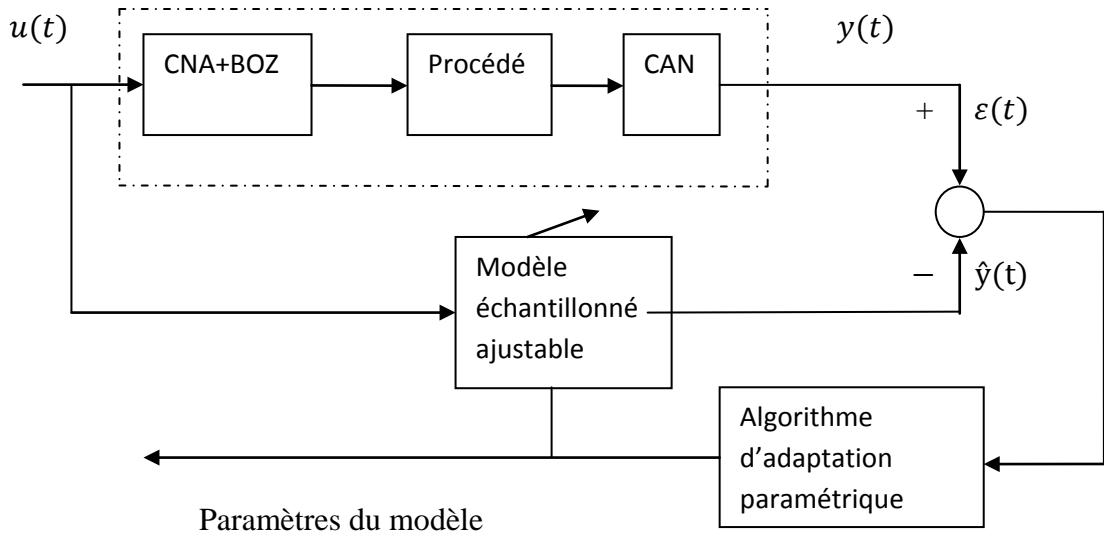 u(t)
y(t)
CNA+BOZ
Procédé
CAN
+
ε(t)
Modèle
échantillonné
ajustable
−
ŷ(t)
Algorithme
d’adaptation
paramétrique
Paramètres du modèle